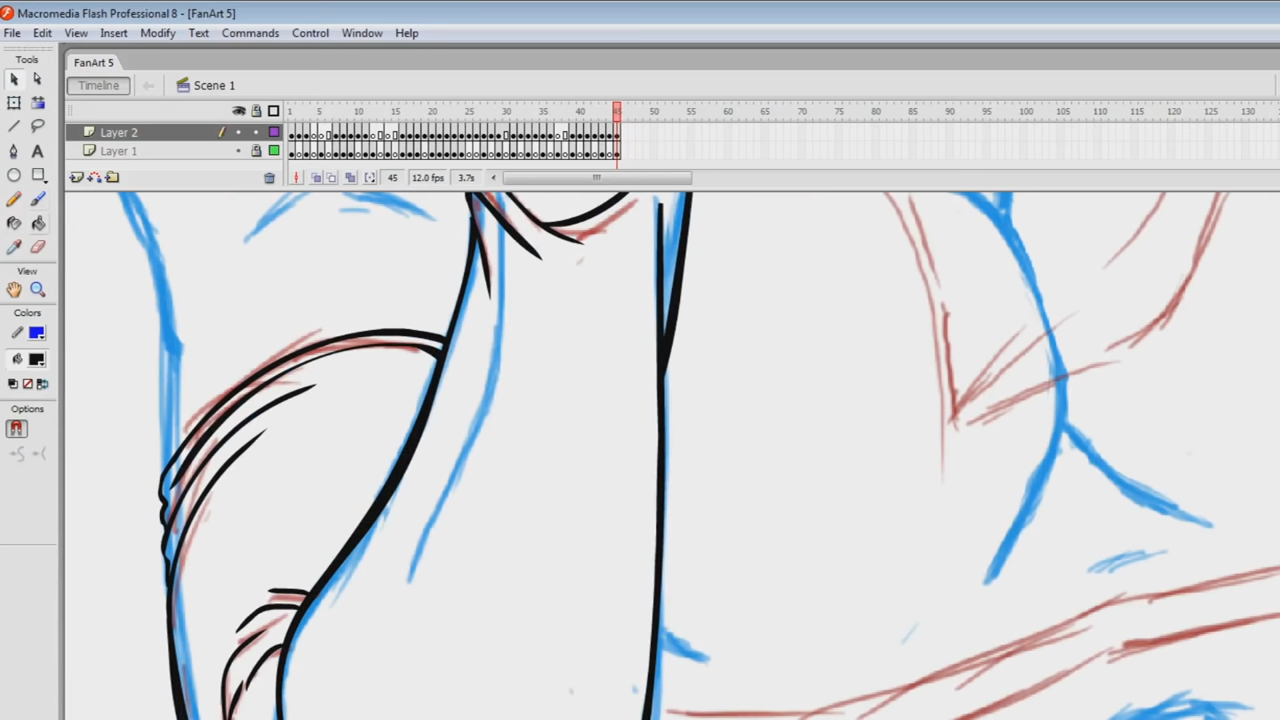 Macromedia Flash Professional 8 - [FanArt 5]
File Edit View Insert Modify Text Commands Control Window Help
Tools
FanArt 5
Timeline
Scene 1
1 5 10 15 20 25 30 35 40 45 50 55 60 65 70 75 80 85 90 95 100 105 110 115 120 125 130
Layer 2
Layer 1
45 12.0 fps 3.7s
View
Colors
Options